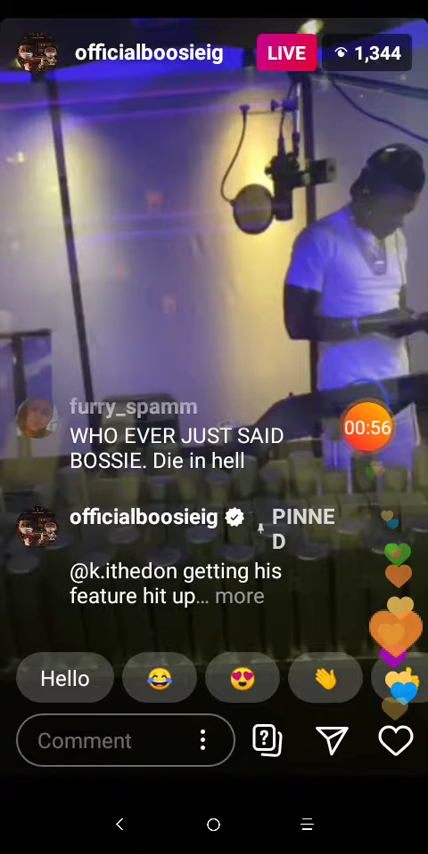 officialboosieig LIVE 1,344
furry_spamm
WHO EVER JUST SAID
BOSSIE. Die in hell
00:56
officialboosieig PINNE
D
@k.ithedon getting his
feature hit up... more
Hello
Comment